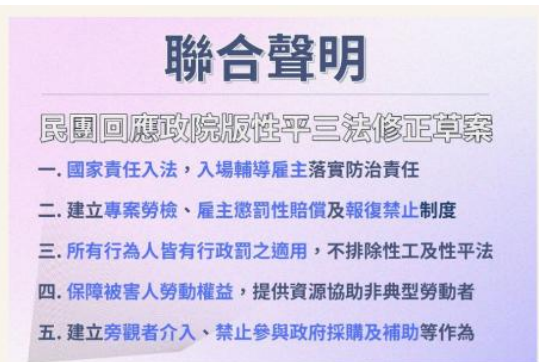 聯合聲明
民團回應政院版性平三法修正草案
一. 國家責任入法，入場輔導雇主落實防治責任
二. 建立專案勞檢、雇主懲罰性賠償及報復禁止制度
三. 所有行為人皆有行政罰之適用，不排除性工及性平法
四. 保障被害人勞動權益，提供資源協助非典型勞動者
五. 建立旁觀者介入、禁止參與政府採購及補助等作為